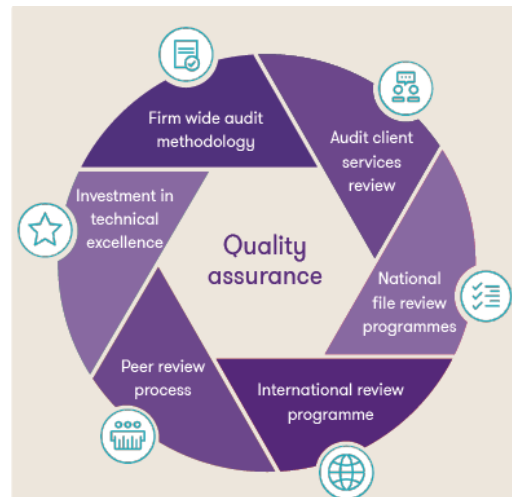 Firm wide audit
methodology
Audit client
services
review
National
file review
programmes
International review
programme
Peer review
process
Investment in
technical
excellence
Quality
assurance